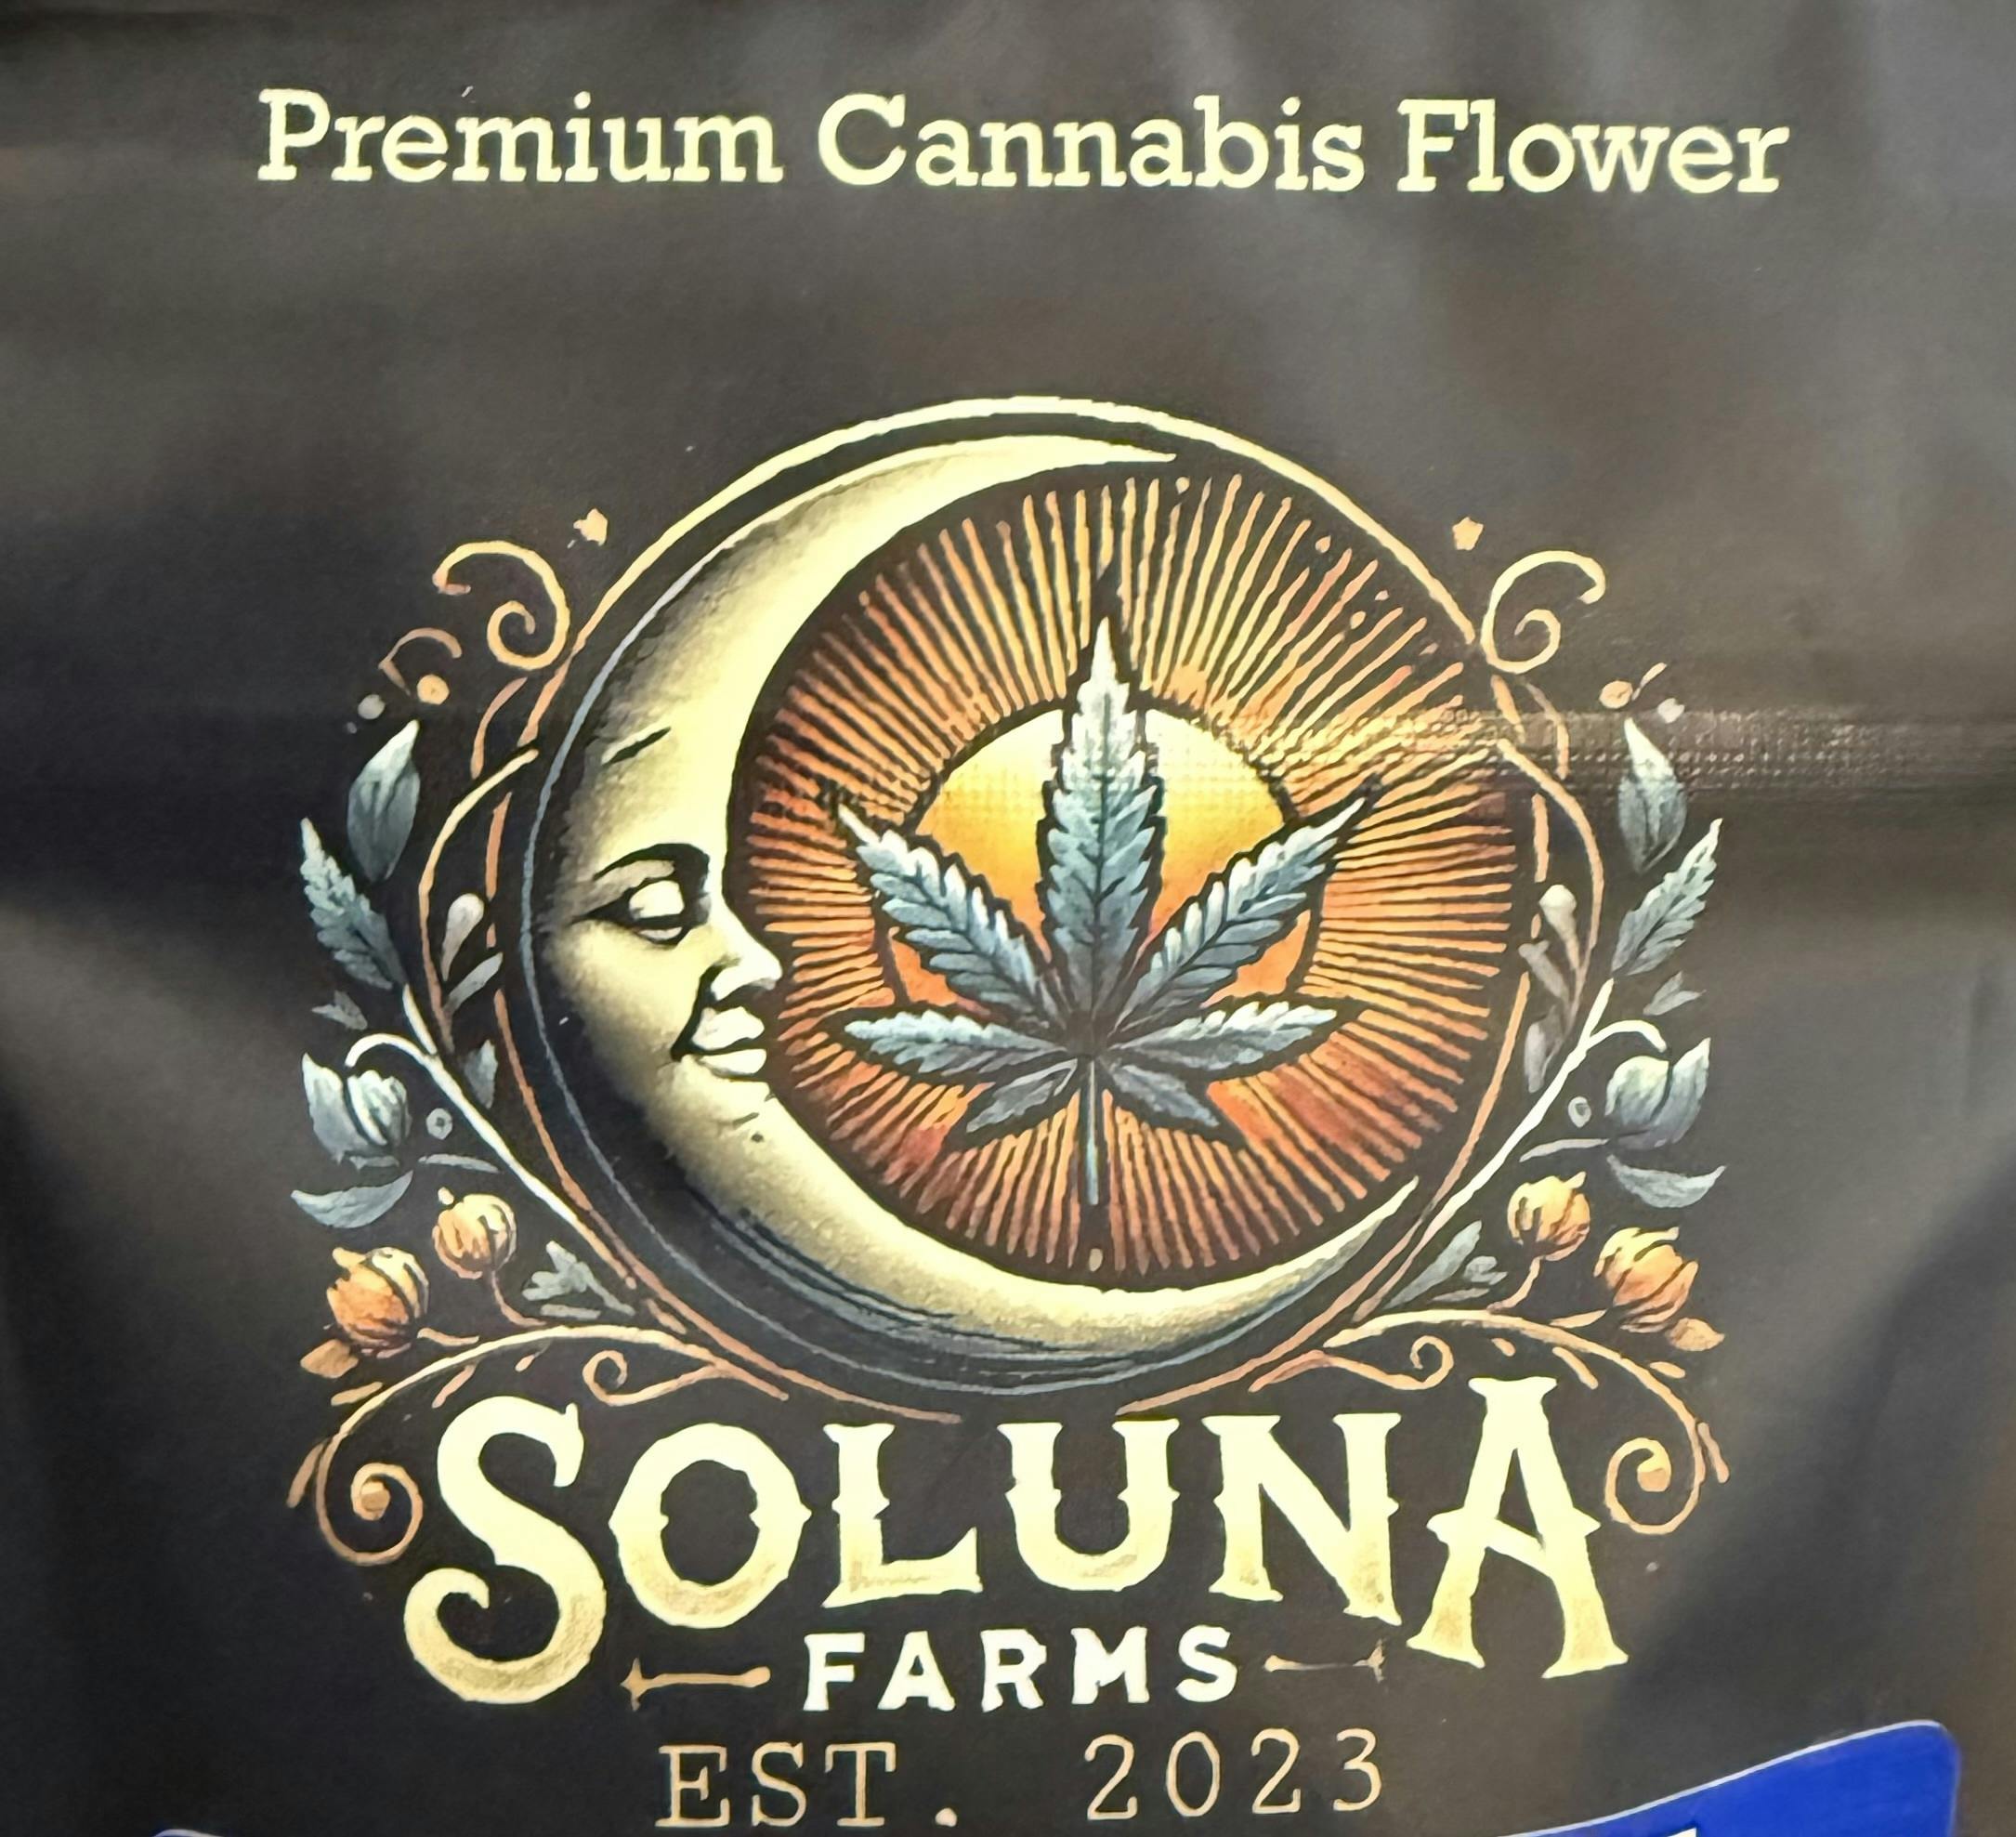 Premium Cannabis Flower
SOLUNA
FARMS
EST. 2023